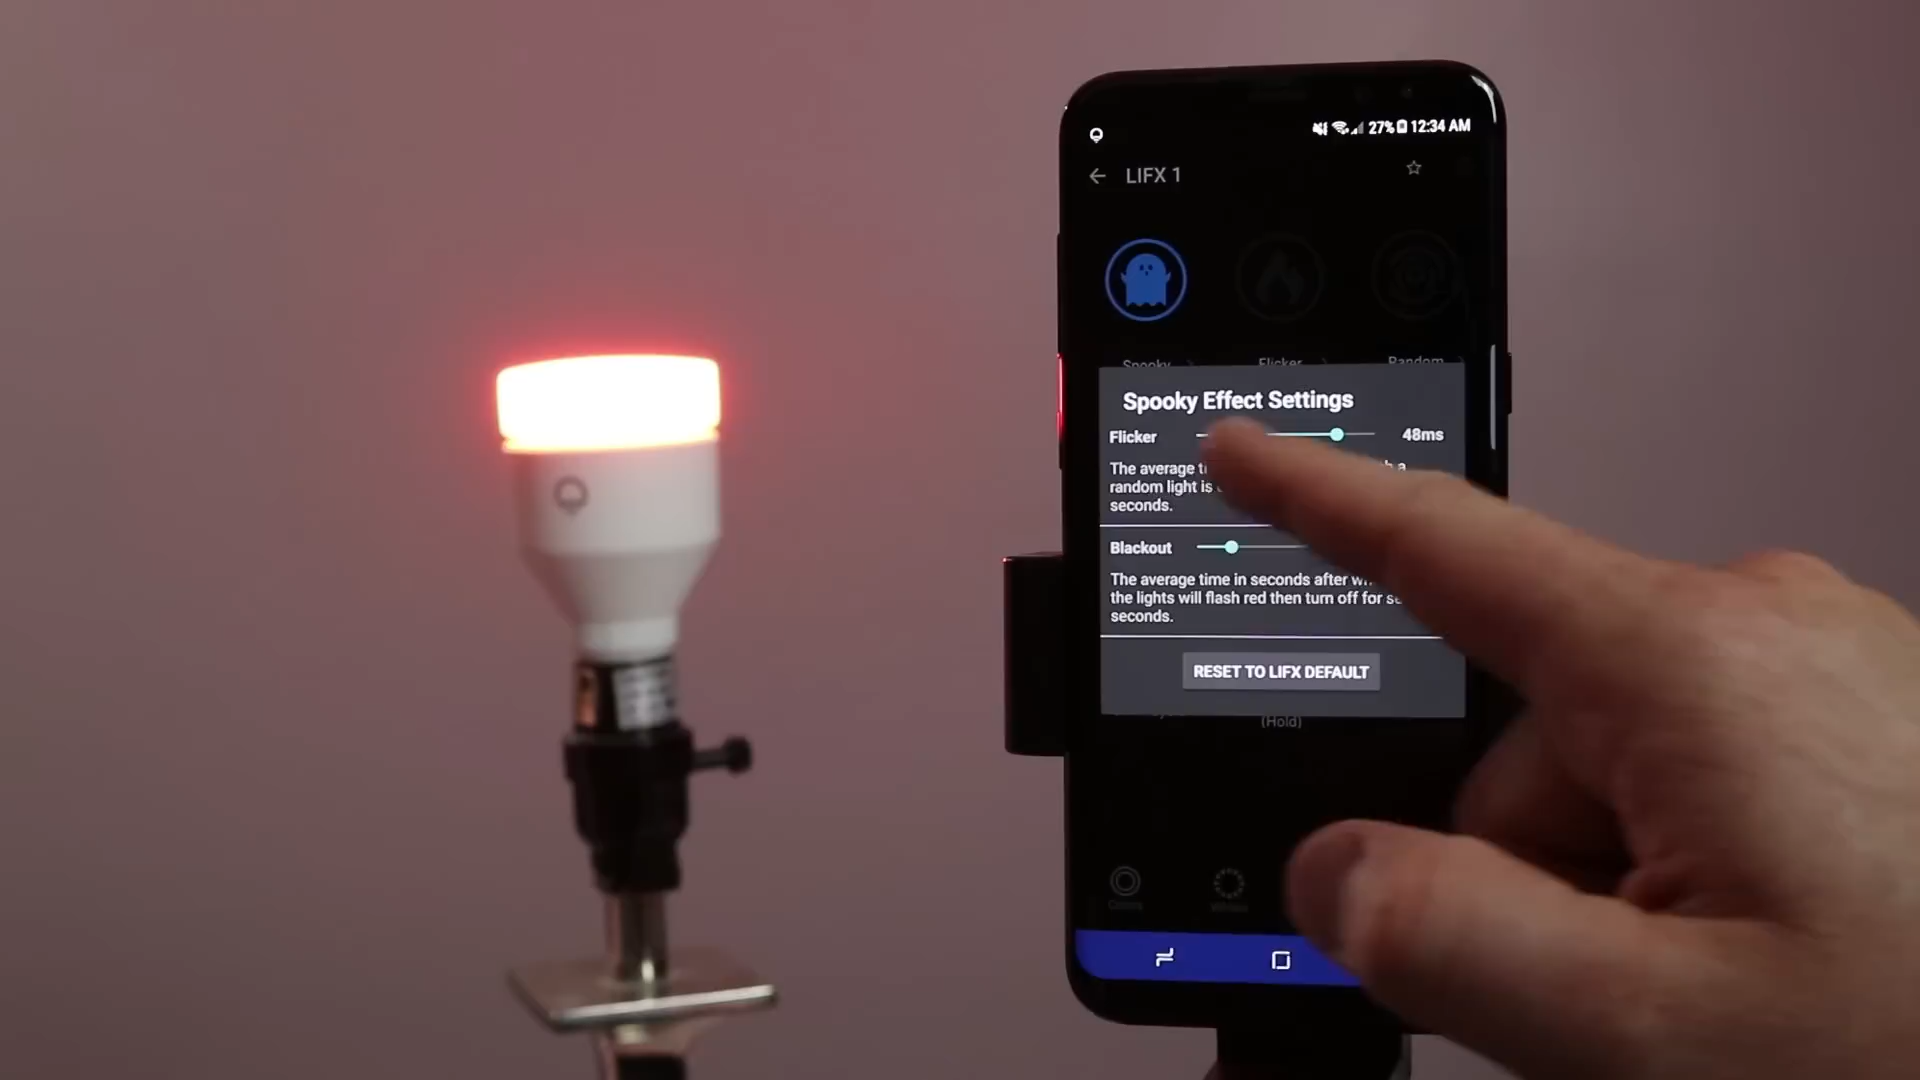 27% 12:34 AM
LIFX 1
Spooky Flicker Random
Spooky Effect Settings
Flicker 48ms
The average
random light is
seconds.
Blackout
The average time in seconds after
the lights will flash red then turn off for
seconds.
RESET TO LIFX DEFAULT
(Hold)